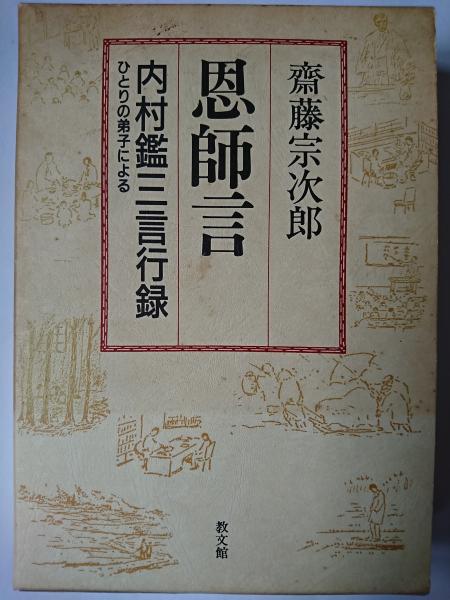 齋藤宗次郎
恩師言
内村鑑三言行録
ひとりの弟子による
教文館